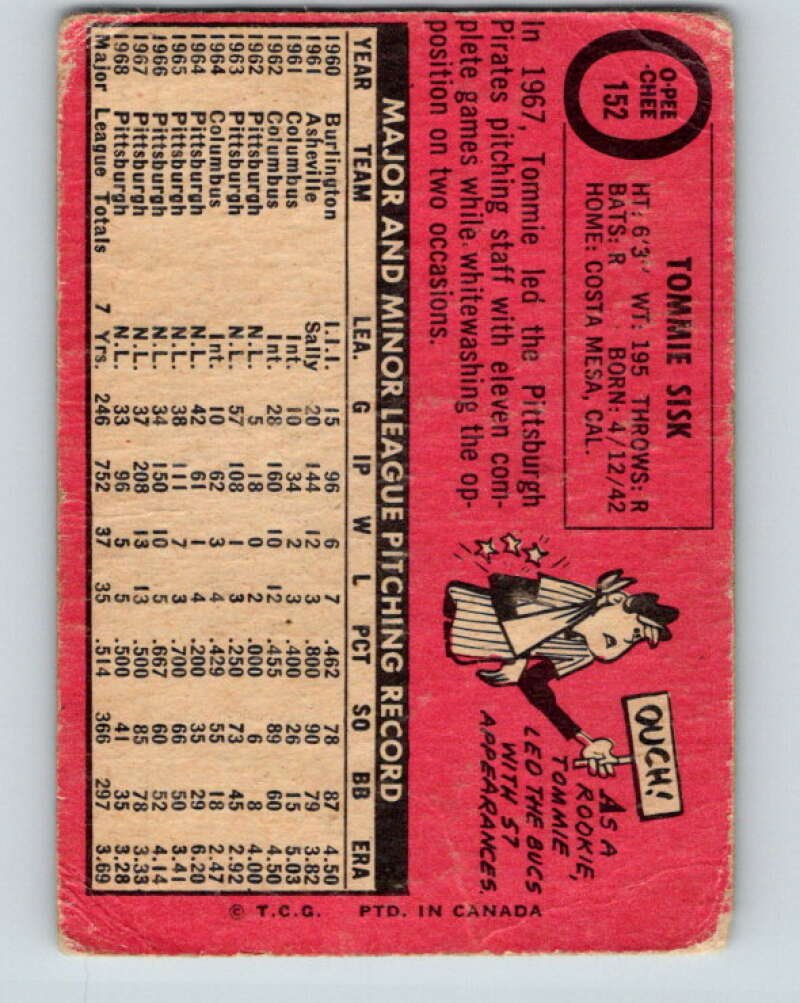 O-PEE
-CHEE
152
TOMMIE SISK
HT: 6'3" WT: 195 THROWS: R
BATS: R BORN: 4/12/42
HOME: COSTA MESA, CAL.
In 1967, Tommie led the Pittsburgh
Pirates pitching staff with eleven com-
plete games while whitewashing the op-
position on two occasions.
OUCH!
AS A
ROOKIE,
TOMMIE
LED THE BUCS
WITH 57
APPEARANCES.
MAJOR AND MINOR LEAGUE PITCHING RECORD
YEAR TEAM LEA. G IP W L PCT SO BB ERA
1960 Burlington I.I.I. 15 96 6 7 .462 78 87 4.50
1961 Asheville Sally 20 144 12 3 .800 90 79 3.82
1961 Columbus Int. 10 34 2 3 .400 26 15 5.03
1962 Columbus Int. 28 160 10 12 .455 89 60 4.50
1962 Pittsburgh N.L. 5 18 0 2 .000 6 8 4.00
1963 Pittsburgh N.L. 57 108 1 3 .250 73 45 2.92
1964 Columbus Int. 10 62 3 4 .429 55 18 2.47
1964 Pittsburgh N.L. 42 61 1 4 .200 35 29 6.20
1965 Pittsburgh N.L. 38 111 7 3 .700 66 50 3.41
1966 Pittsburgh N.L. 34 150 10 5 .667 60 52 4.14
1967 Pittsburgh N.L. 37 208 13 13 .500 85 78 3.33
1968 Pittsburgh N.L. 33 96 5 5 .500 41 35 3.28
Major League Totals 7 Yrs. 246 752 37 35 .514 366 297 3.69
© T.C.G. PTD. IN CANADA